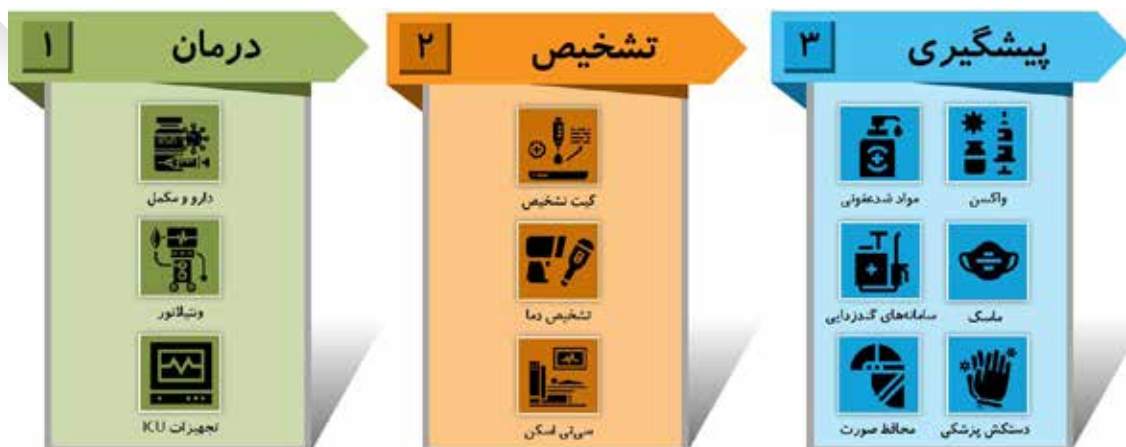 ۱ درمان
دارو و مکمل
ونتیلاتور
تجهیزات ICU
۲ تشخیص
کیت تشخیص
تشخیص دما
سی‌تی اسکن
۳ پیشگیری
واکسن
مواد ضدعفونی
ماسک
سامانه‌های گندزدایی
دستکش پزشکی
محافظ صورت